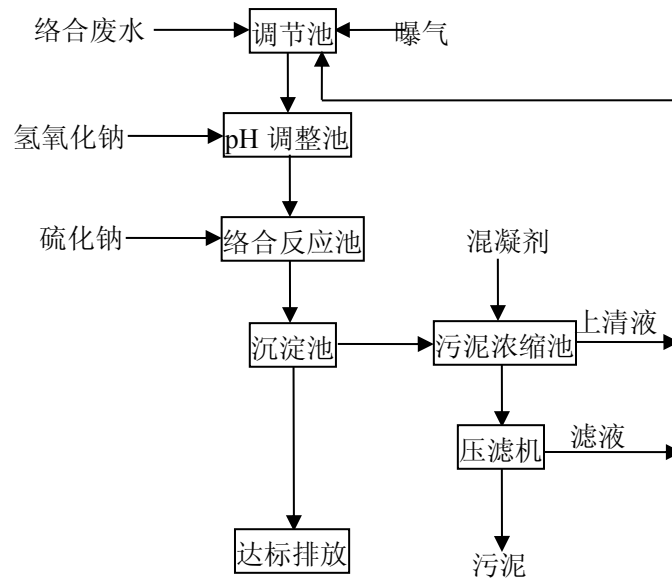 络合废水
调节池
曝气
氢氧化钠
pH 调整池
硫化钠
络合反应池
混凝剂
沉淀池
污泥浓缩池
上清液
压滤机
滤液
达标排放
污泥